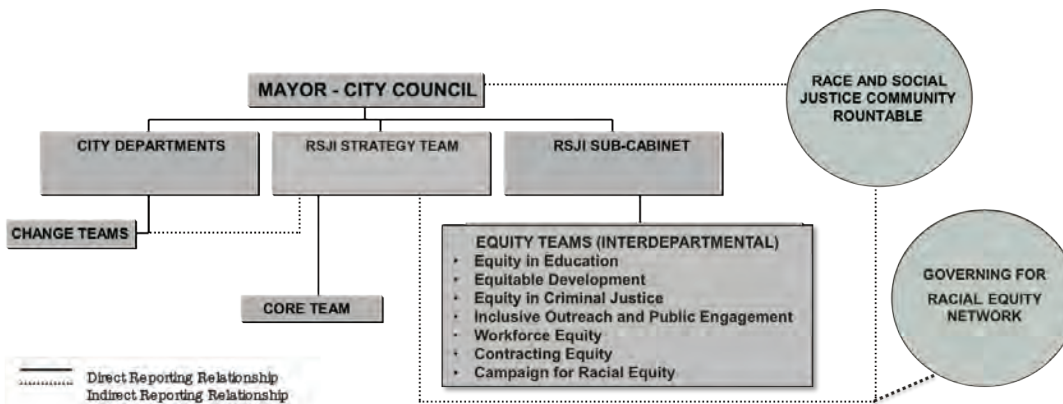 MAYOR - CITY COUNCIL
RACE AND SOCIAL
JUSTICE COMMUNITY
ROUNDTABLE
CITY DEPARTMENTS
RSJI STRATEGY TEAM
RSJI SUB-CABINET
CHANGE TEAMS
CORE TEAM
EQUITY TEAMS (INTERDEPARTMENTAL)
• Equity in Education
• Equitable Development
• Equity in Criminal Justice
• Inclusive Outreach and Public Engagement
• Workforce Equity
• Contracting Equity
• Campaign for Racial Equity
GOVERNING FOR
RACIAL EQUITY
NETWORK
Direct Reporting Relationship
Indirect Reporting Relationship